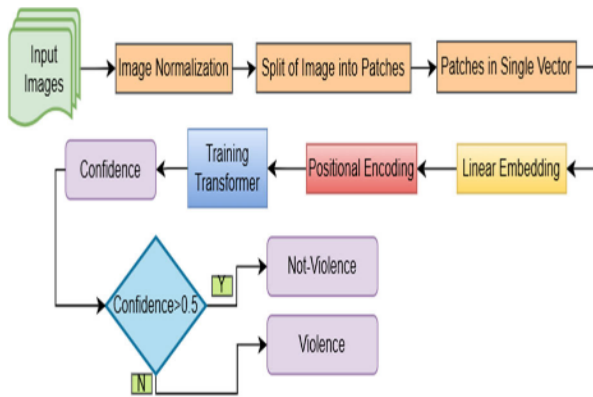 Input
Images
Image Normalization
Split of Image into Patches
Patches in Single Vector
Linear Embedding
Positional Encoding
Training
Transformer
Confidence
Confidence>0.5
Y
Not-Violence
N
Violence